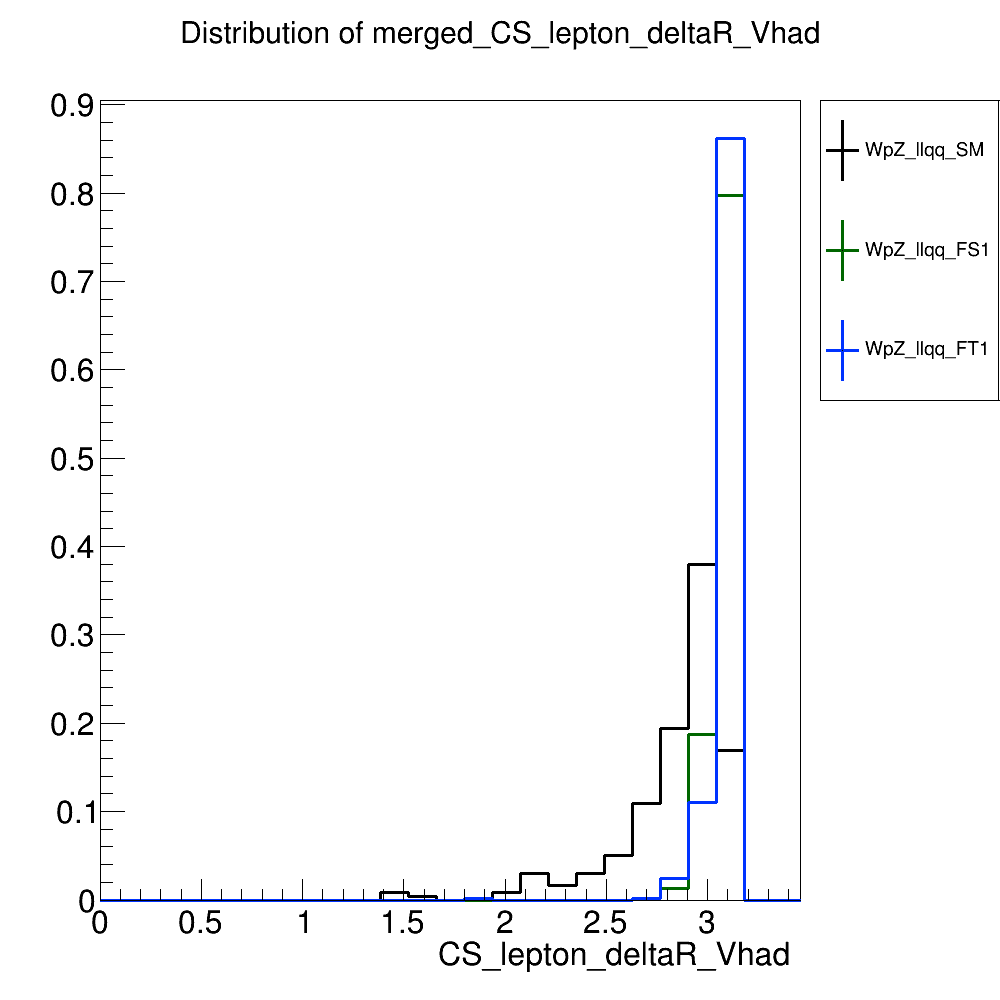 Distribution of merged_CS_lepton_deltaR_Vhad
0.9
0.8
0.7
0.6
0.5
0.4
0.3
0.2
0.1
0
0 0.5 1 1.5 2 2.5 3
CS_lepton_deltaR_Vhad
WpZ_llqq_SM
WpZ_llqq_FS1
WpZ_llqq_FT1